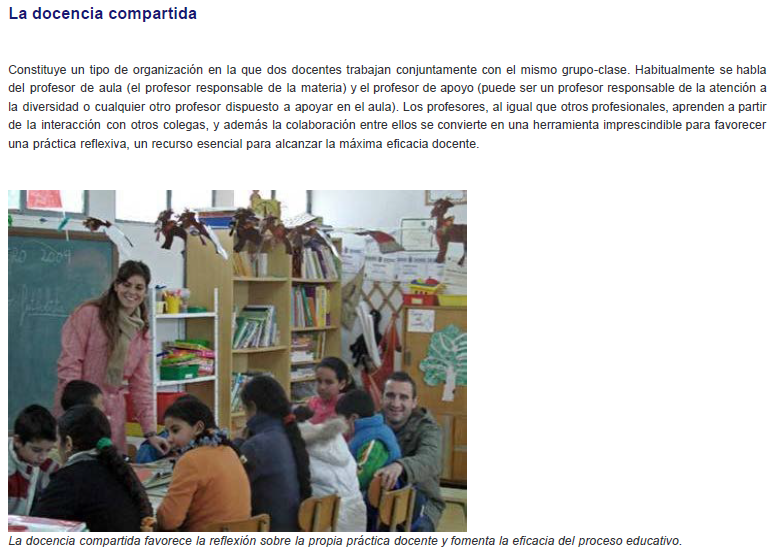 La docencia compartida
Constituye un tipo de organización en la que dos docentes trabajan conjuntamente con el mismo grupo-clase. Habitualmente se habla
del profesor de aula (el profesor responsable de la materia) y el profesor de apoyo (puede ser un profesor responsable de la atención a
la diversidad o cualquier otro profesor dispuesto a apoyar en el aula). Los profesores, al igual que otros profesionales, aprenden a partir
de la interacción con otros colegas, y además la colaboración entre ellos se convierte en una herramienta imprescindible para favorecer
una práctica reflexiva, un recurso esencial para alcanzar la máxima eficacia docente.
2009
La docencia compartida favorece la reflexión sobre la propia práctica docente y fomenta la eficacia del proceso educativo.